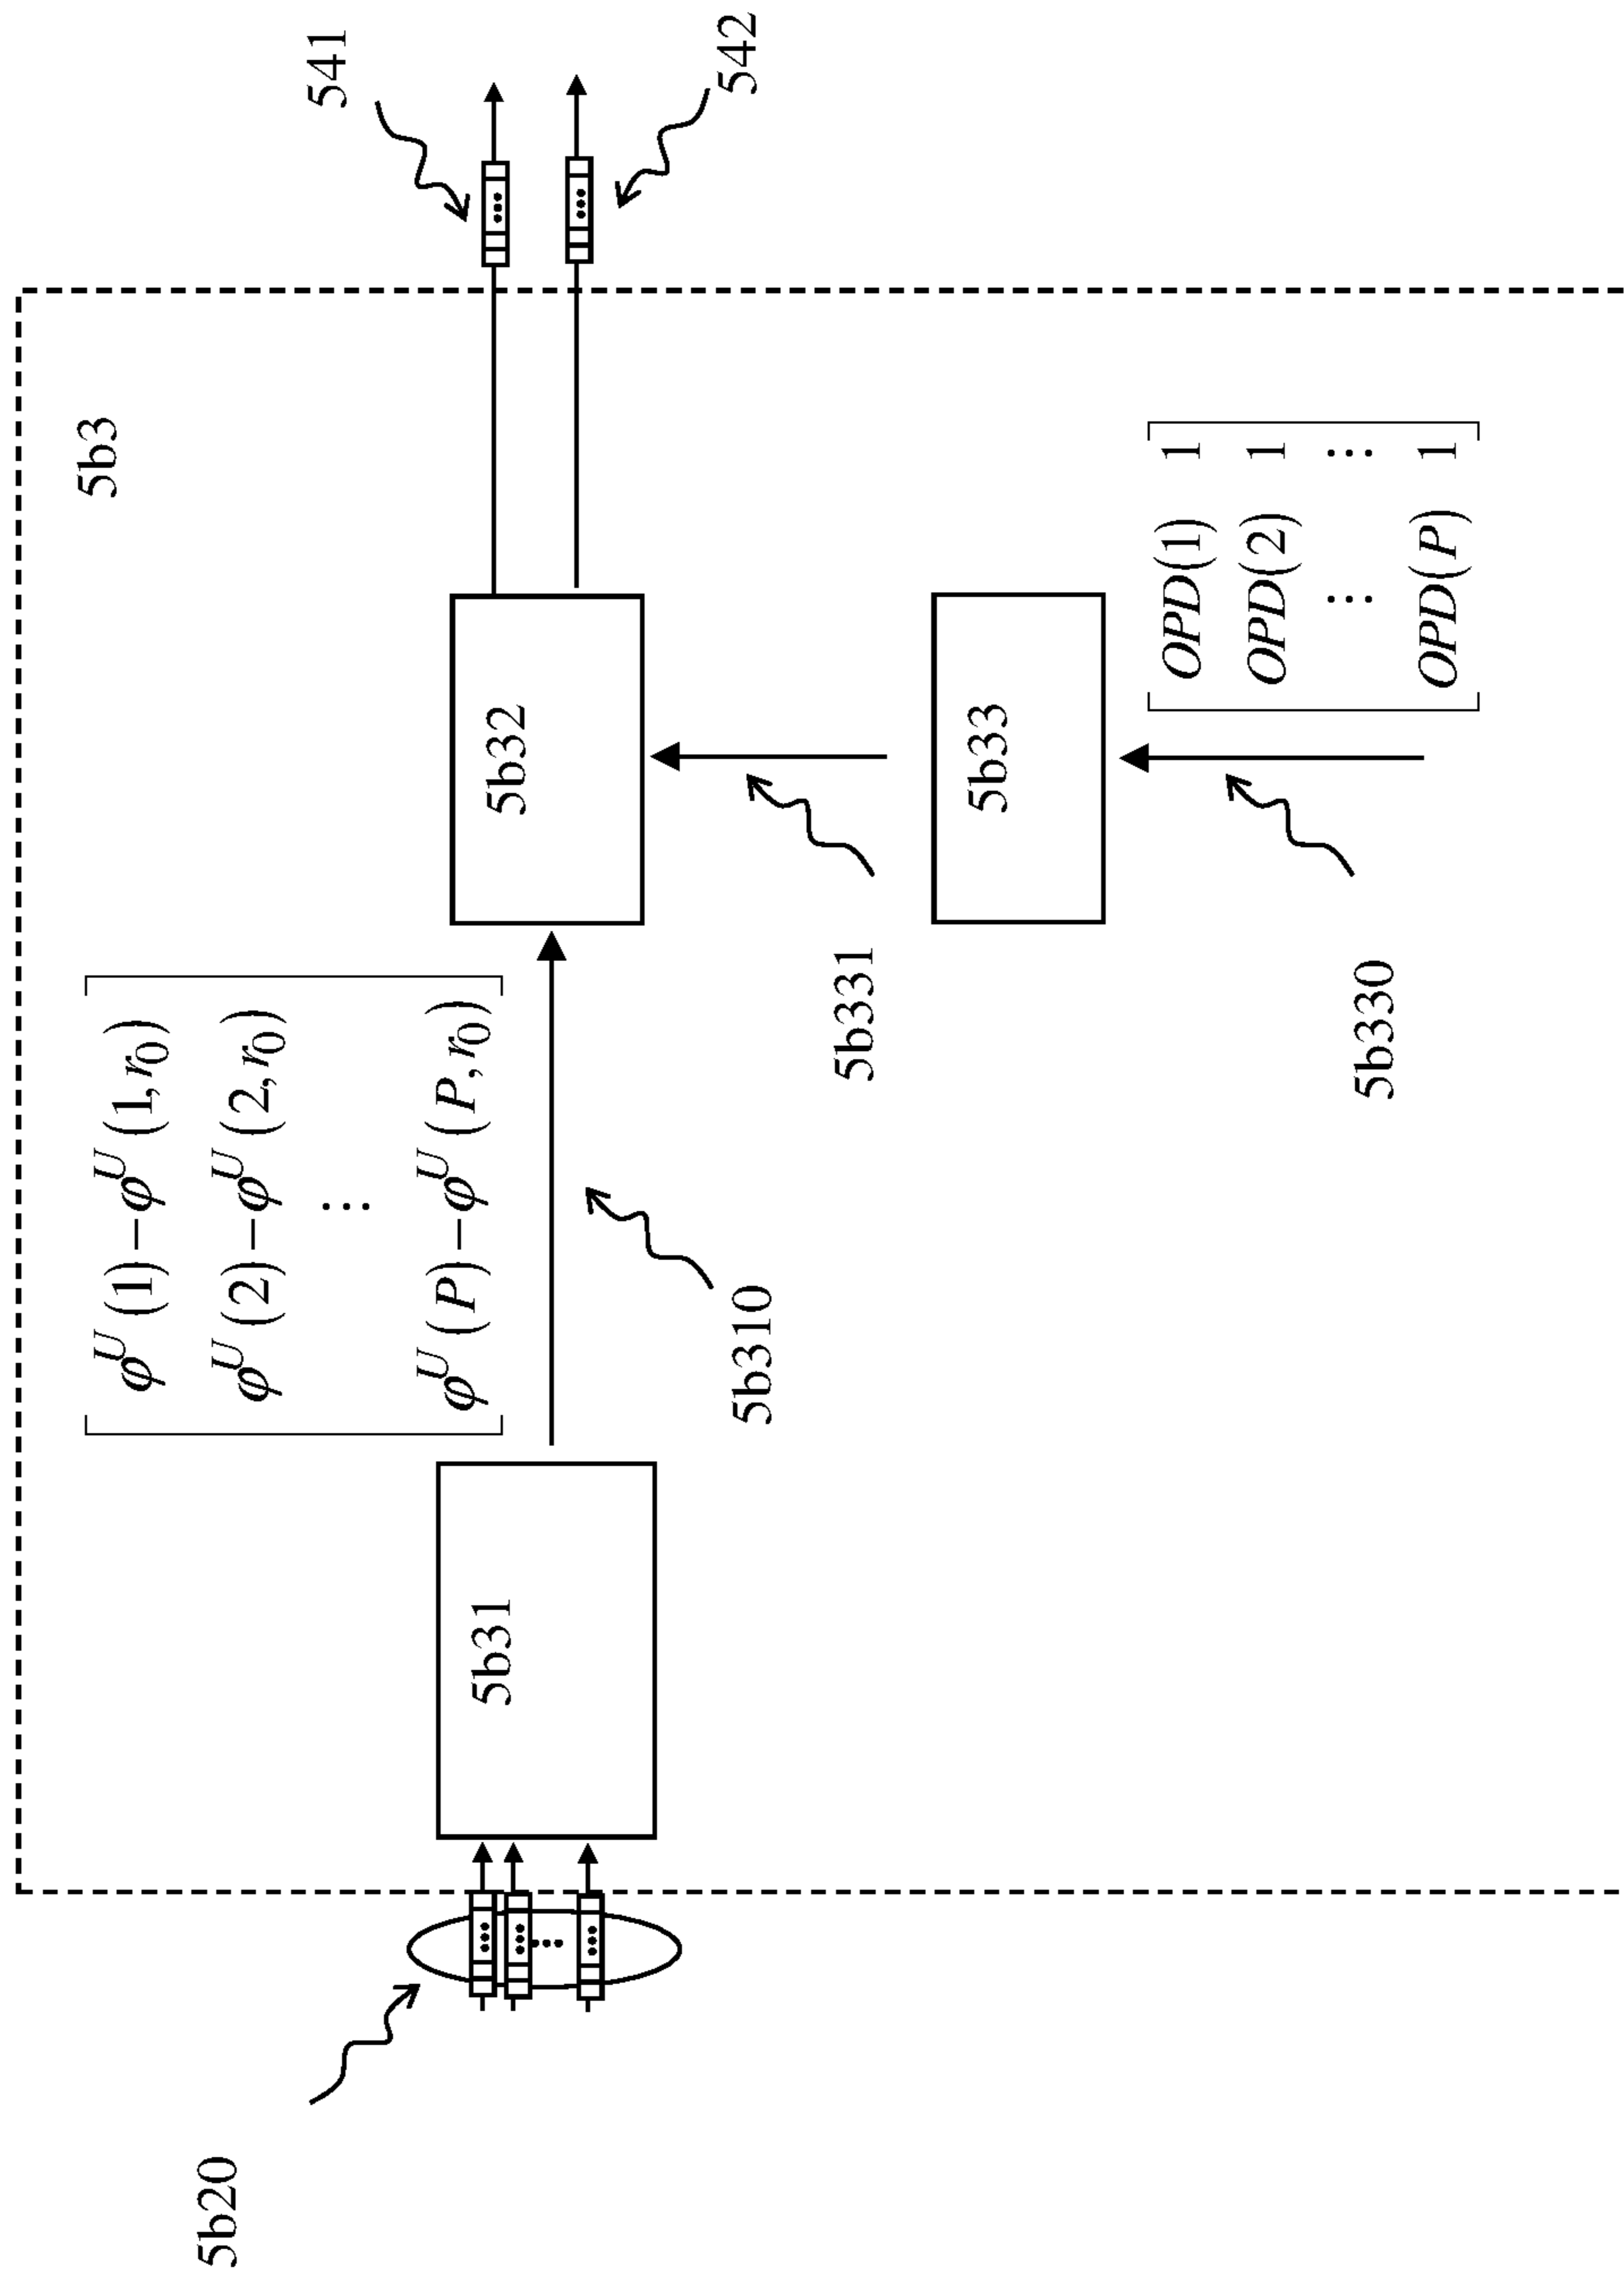 5b3
541
542
φ^U(1)−φ^U(1,r₀)
φ^U(2)−φ^U(2,r₀)
⋮
φ^U(P)−φ^U(P,r₀)
5b20
5b31
5b310
5b32
5b331
5b33
5b330
OPD(1) 1
OPD(2) 1
⋮ ⋮
OPD(P) 1